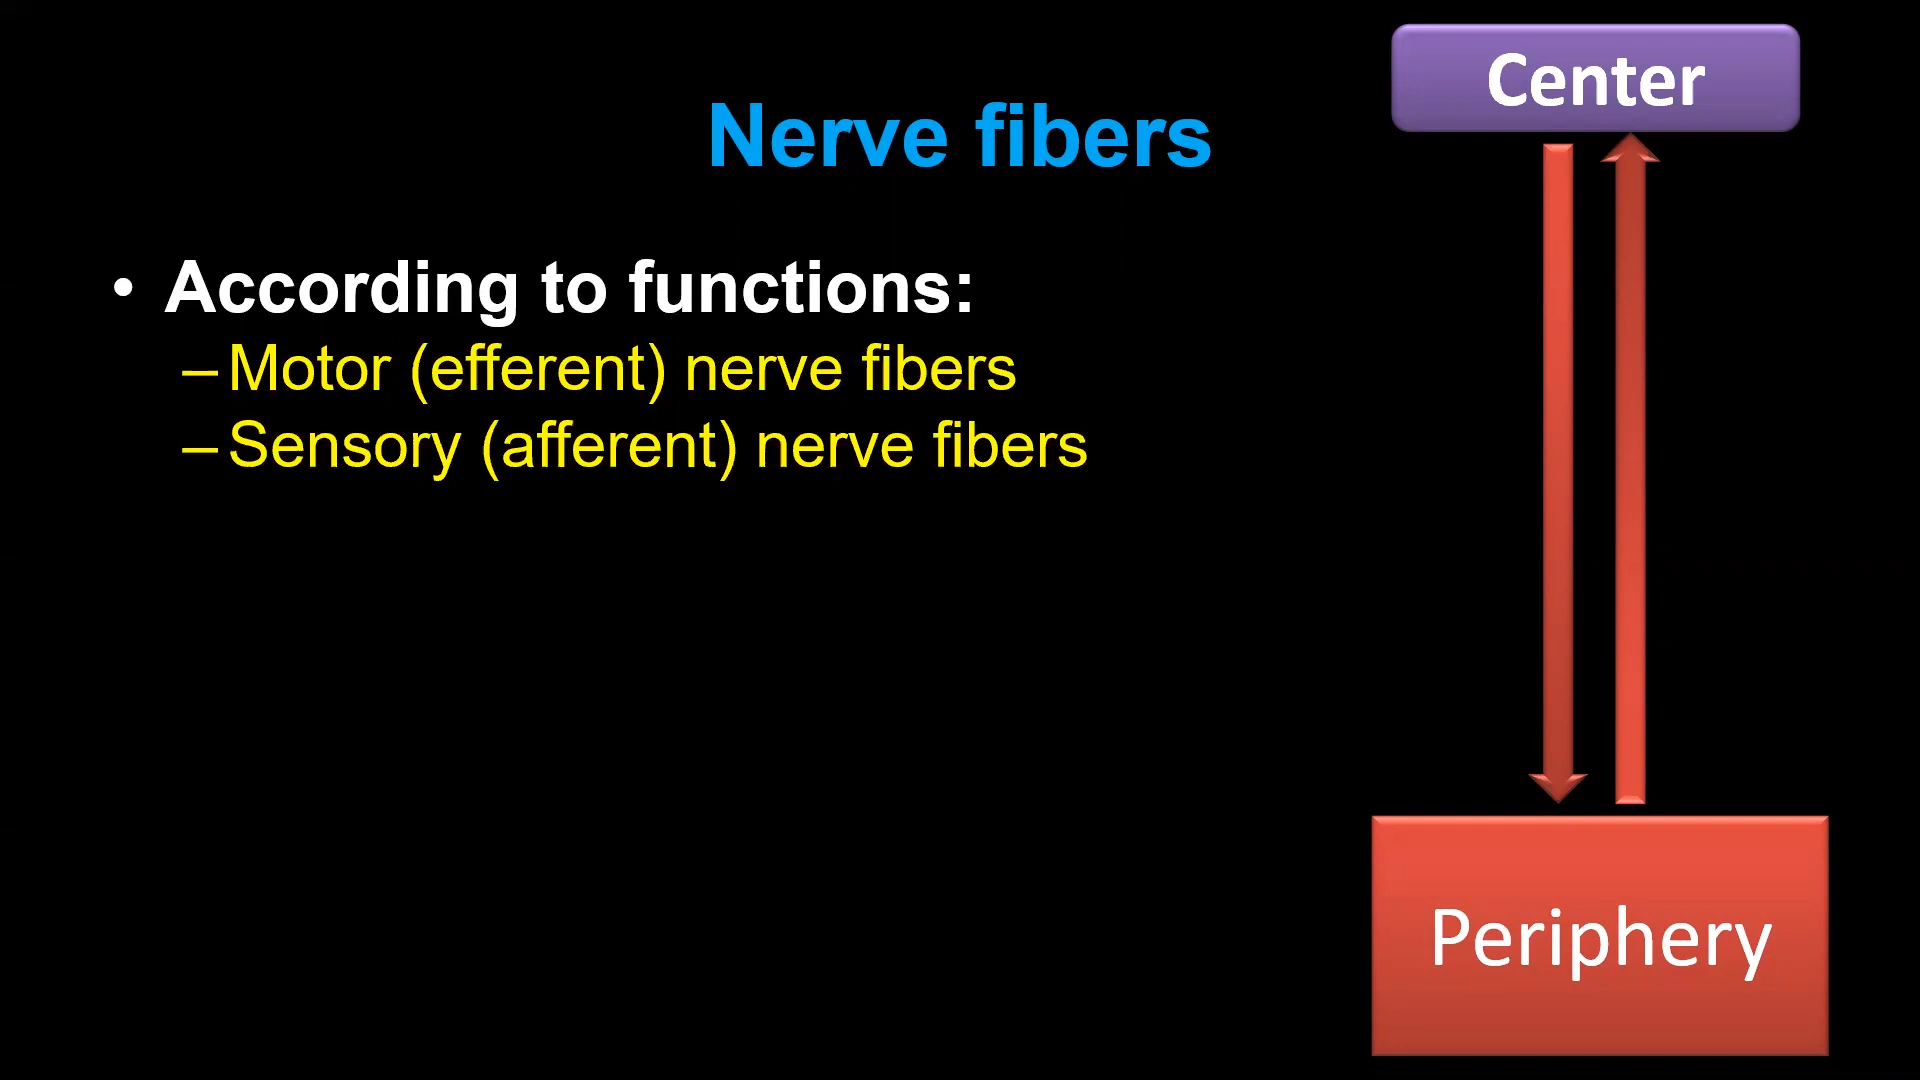 Center
Nerve fibers
• According to functions:
– Motor (efferent) nerve fibers
– Sensory (afferent) nerve fibers
Periphery